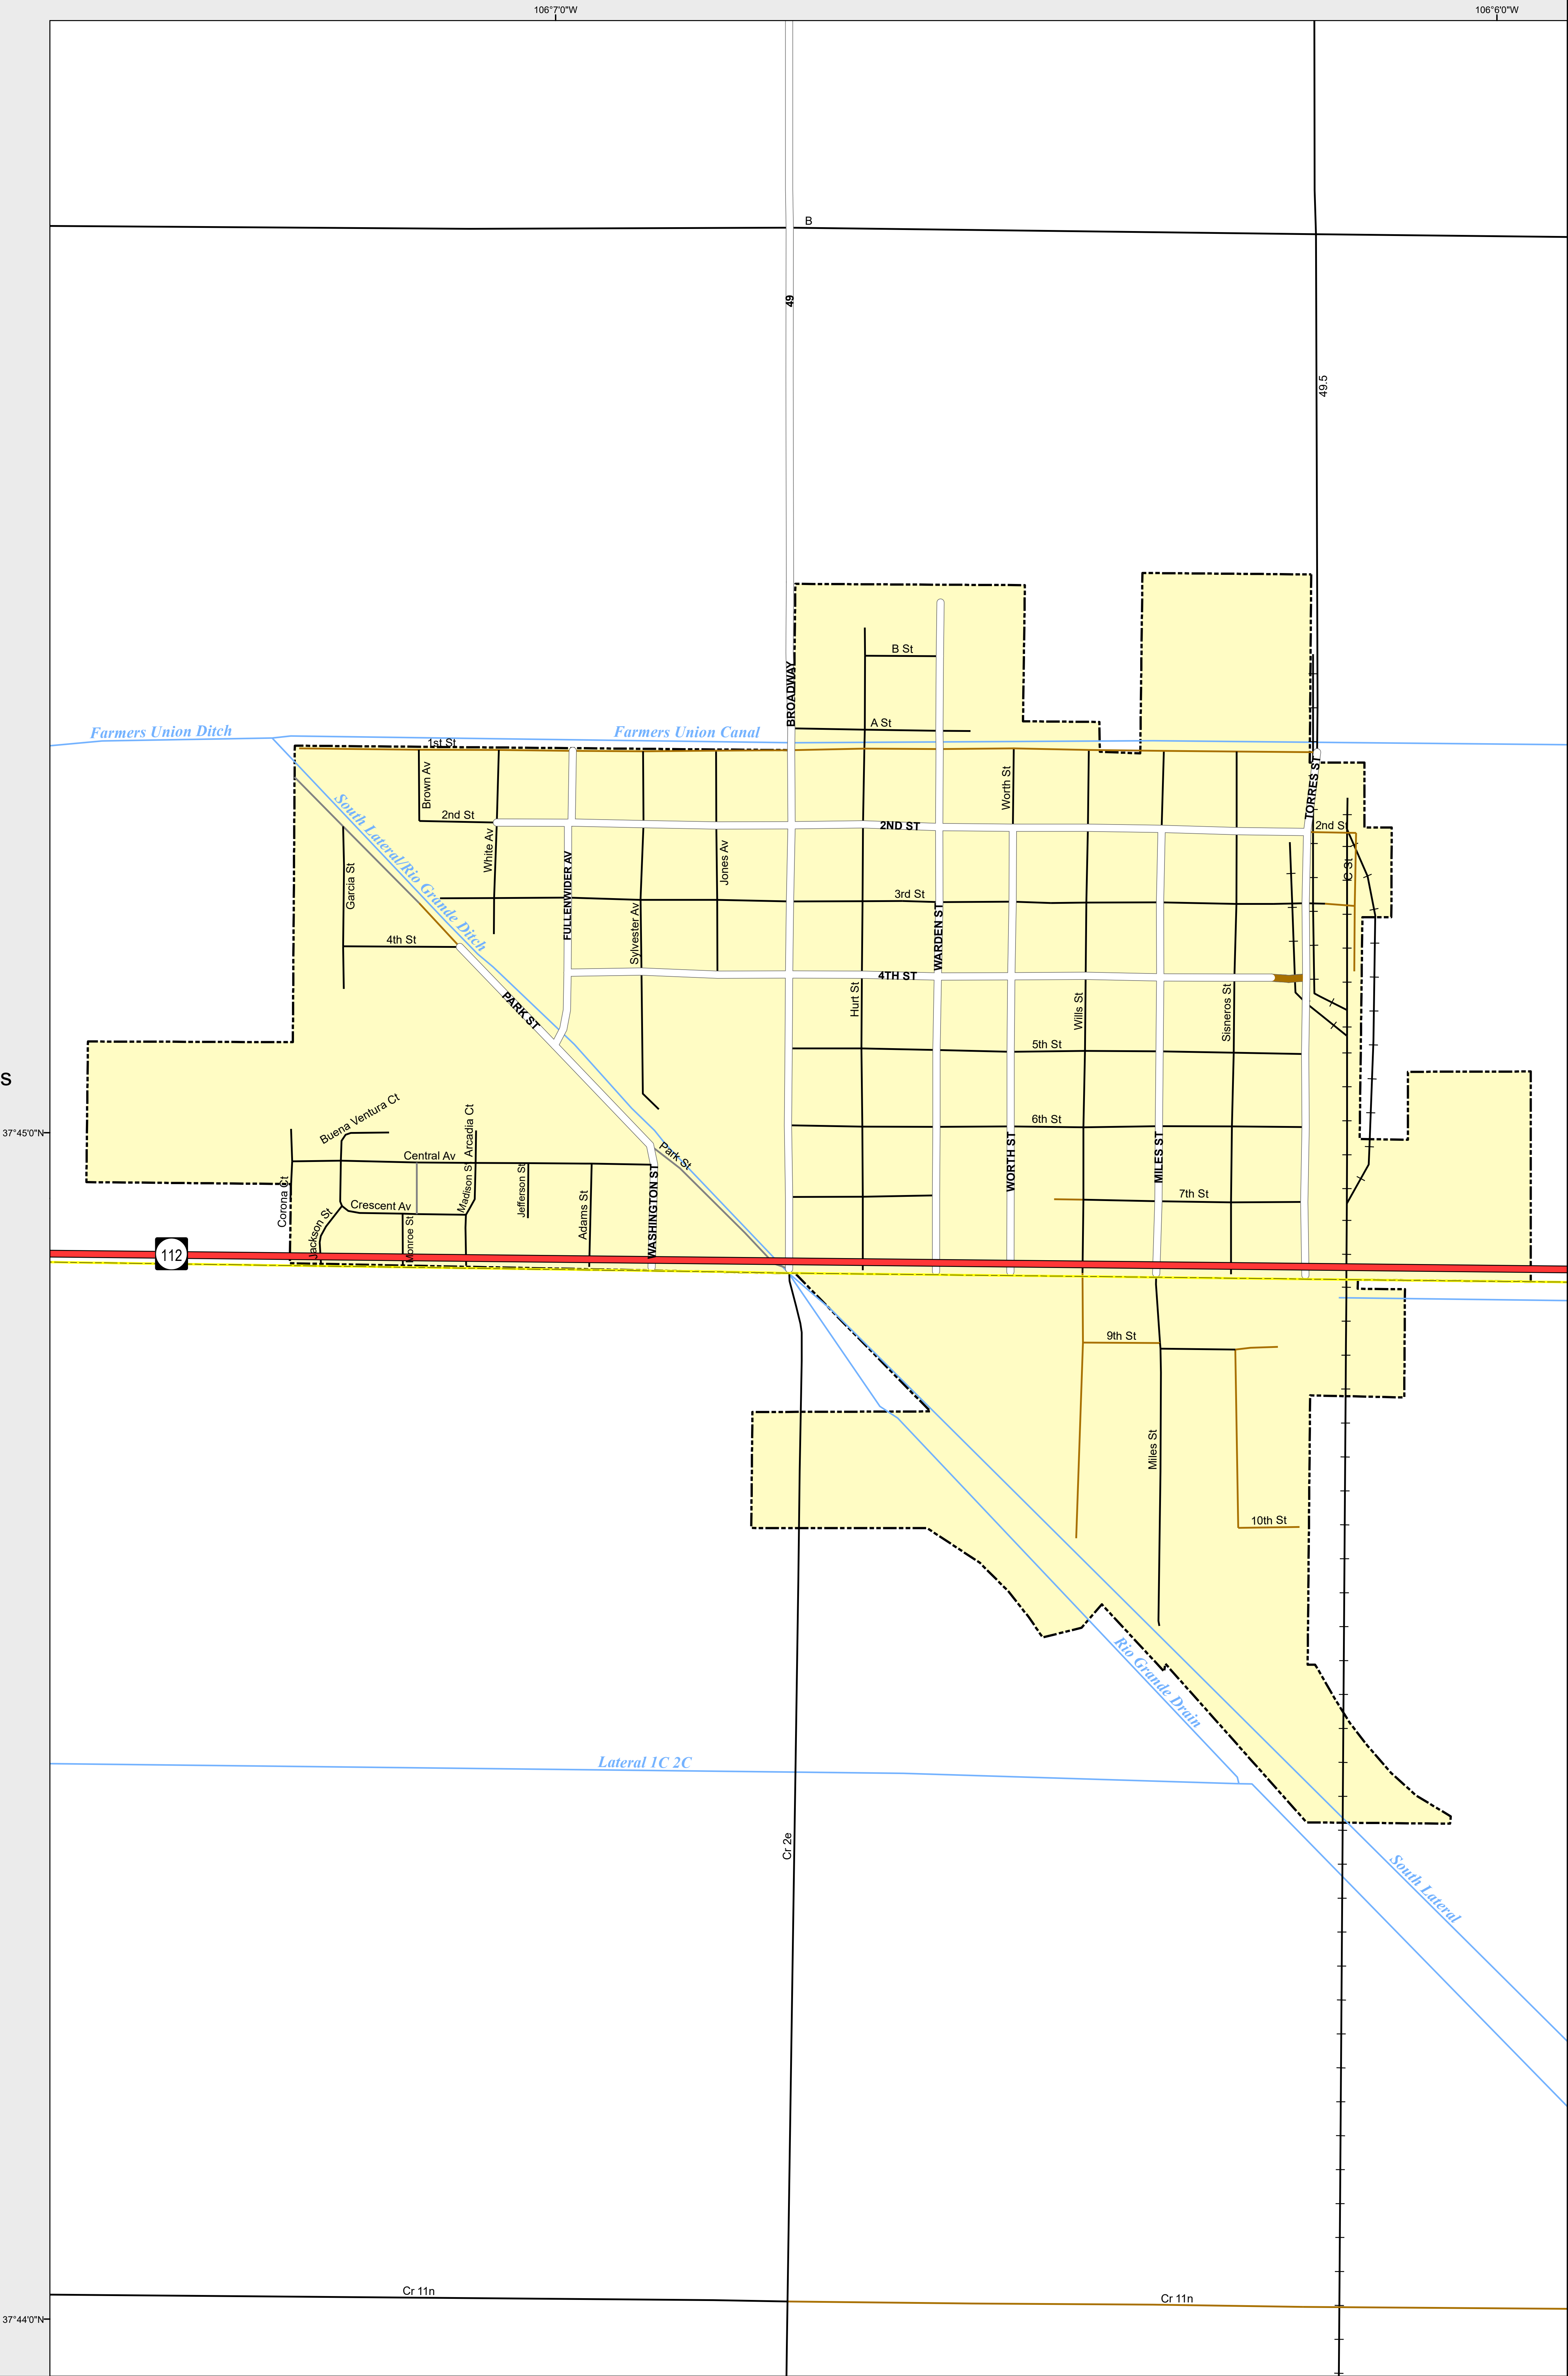 106°7'0"W
106°6'0"W
B
49
49.5
B St
BROADWAY
A St
Farmers Union Ditch
Farmers Union Canal
1st St
Brown Av
South Lateral/Rio Grande Ditch
Worth St
TORRES ST
2nd St
2ND ST
2nd St
White Av
Jones Av
C St
Garcia St
FULLENWIDER AV
3rd St
Sylvester Av
WARDEN ST
4th St
4TH ST
PARK ST
Hurt St
Wills St
Sisneros St
5th St
S
Buena Ventura Ct
Arcadia Ct
6th St
37°45'0"N
Central Av
Park St
WORTH ST
MILES ST
Corona Ct
Madison St
Jefferson St
Adams St
WASHINGTON ST
7th St
Crescent Av
Jackson St
Monroe St
112
9th St
Miles St
10th St
Rio Grande Drain
Lateral 1C 2C
Cr 2e
South Lateral
Cr 11n
Cr 11n
37°44'0"N